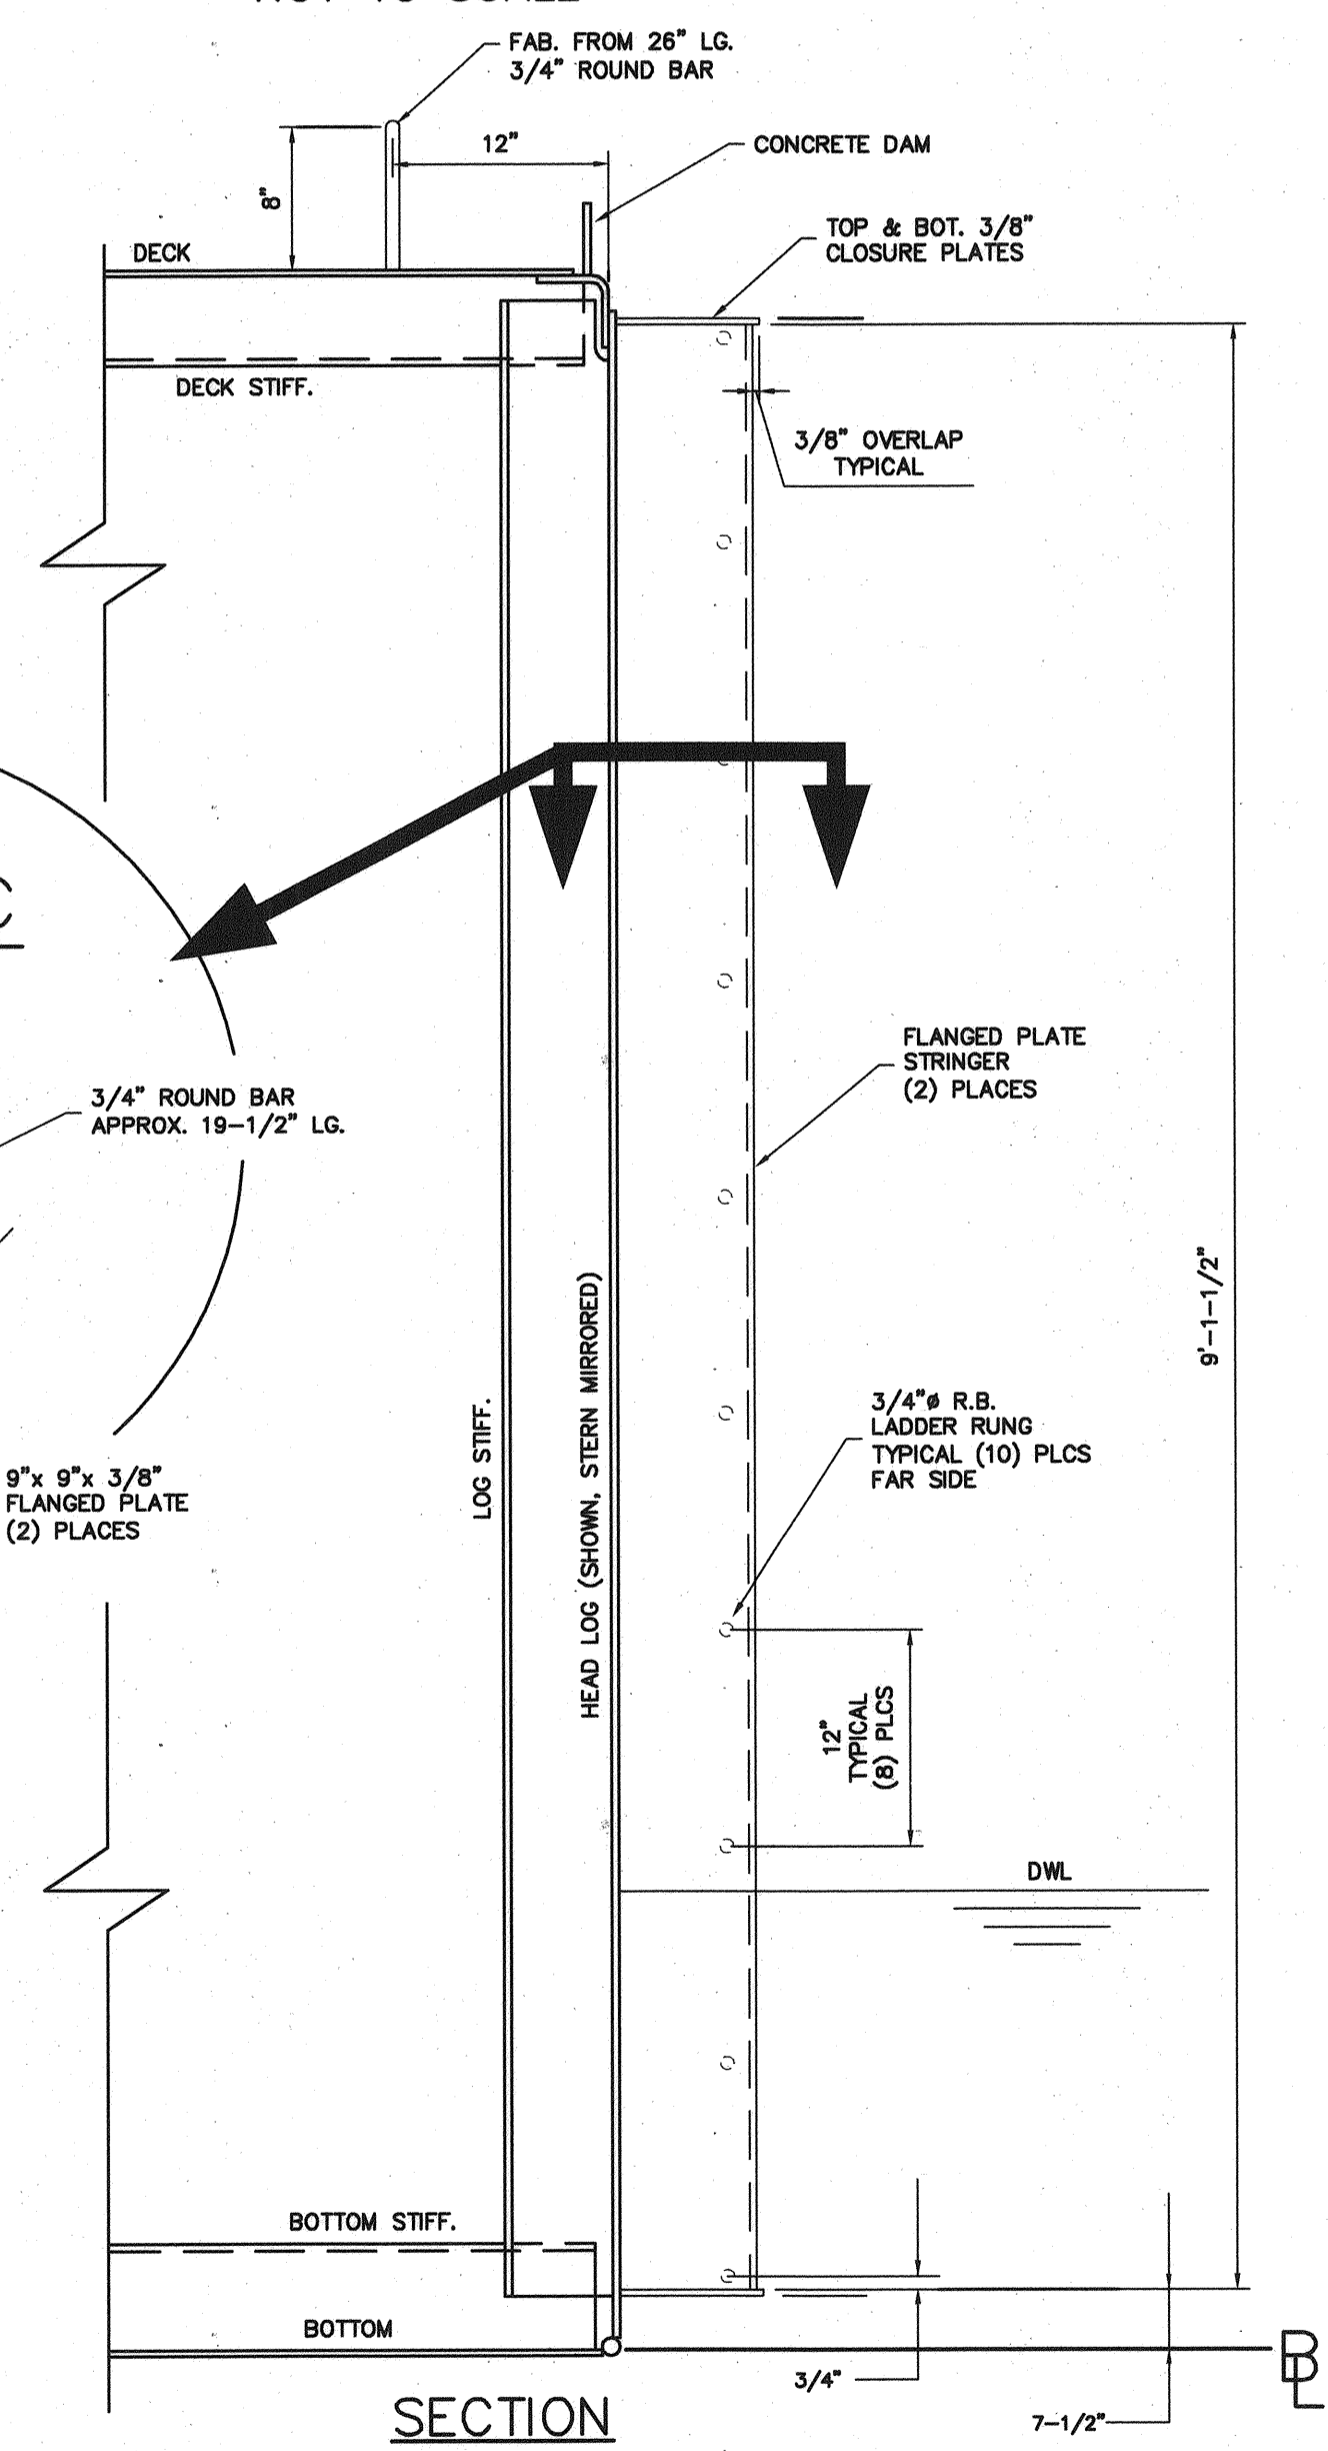 FAB. FROM 26" LG.
3/4" ROUND BAR
12"
CONCRETE DAM
8"
TOP & BOT. 3/8"
CLOSURE PLATES
DECK
DECK STIFF.
3/8" OVERLAP
TYPICAL
FLANGED PLATE
STRINGER
(2) PLACES
3/4" ROUND BAR
APPROX. 19-1/2" LG.
9'-1-1/2"
HEAD LOG (SHOWN, STERN MIRRORED)
LOG STIFF.
3/4"ø R.B.
LADDER RUNG
TYPICAL (10) PLCS
FAR SIDE
9"x 9"x 3/8"
FLANGED PLATE
(2) PLACES
12"
TYPICAL
(8) PLCS
DWL
BOTTOM STIFF.
BOTTOM
3/4"
7-1/2"
BL
SECTION